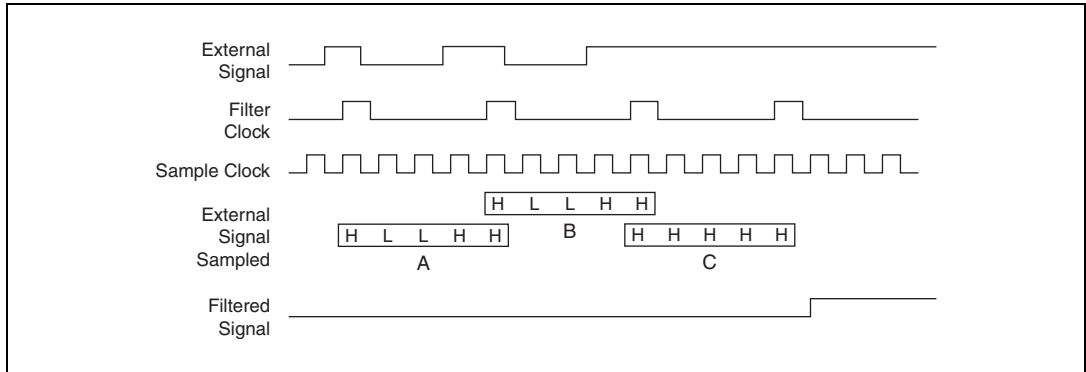 External
Signal
Filter
Clock
Sample Clock
External
Signal
Sampled
H L L H H
B
H L L H H
A
H H H H H
C
Filtered
Signal